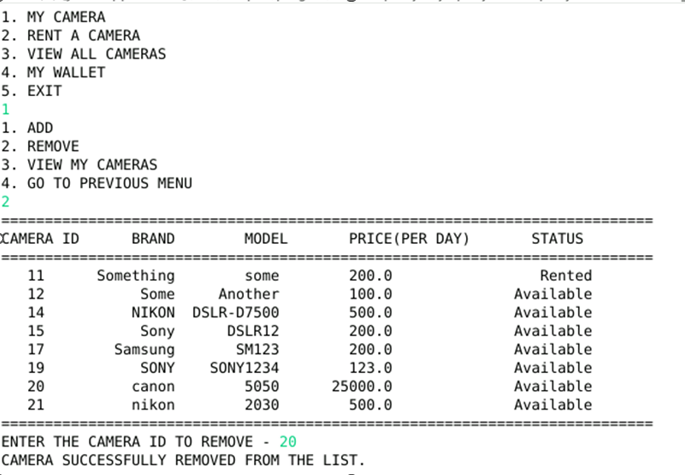 1. MY CAMERA
2. RENT A CAMERA
3. VIEW ALL CAMERAS
4. MY WALLET
5. EXIT
1
1. ADD
2. REMOVE
3. VIEW MY CAMERAS
4. GO TO PREVIOUS MENU
2
===========================================================================
CAMERA ID BRAND MODEL PRICE(PER DAY) STATUS
===========================================================================
11 Something some 200.0 Rented
12 Some Another 100.0 Available
14 NIKON DSLR-D7500 500.0 Available
15 Sony DSLR12 200.0 Available
17 Samsung SM123 200.0 Available
19 SONY SONY1234 123.0 Available
20 canon 5050 25000.0 Available
21 nikon 2030 500.0 Available
===========================================================================
ENTER THE CAMERA ID TO REMOVE - 20
CAMERA SUCCESSFULLY REMOVED FROM THE LIST.